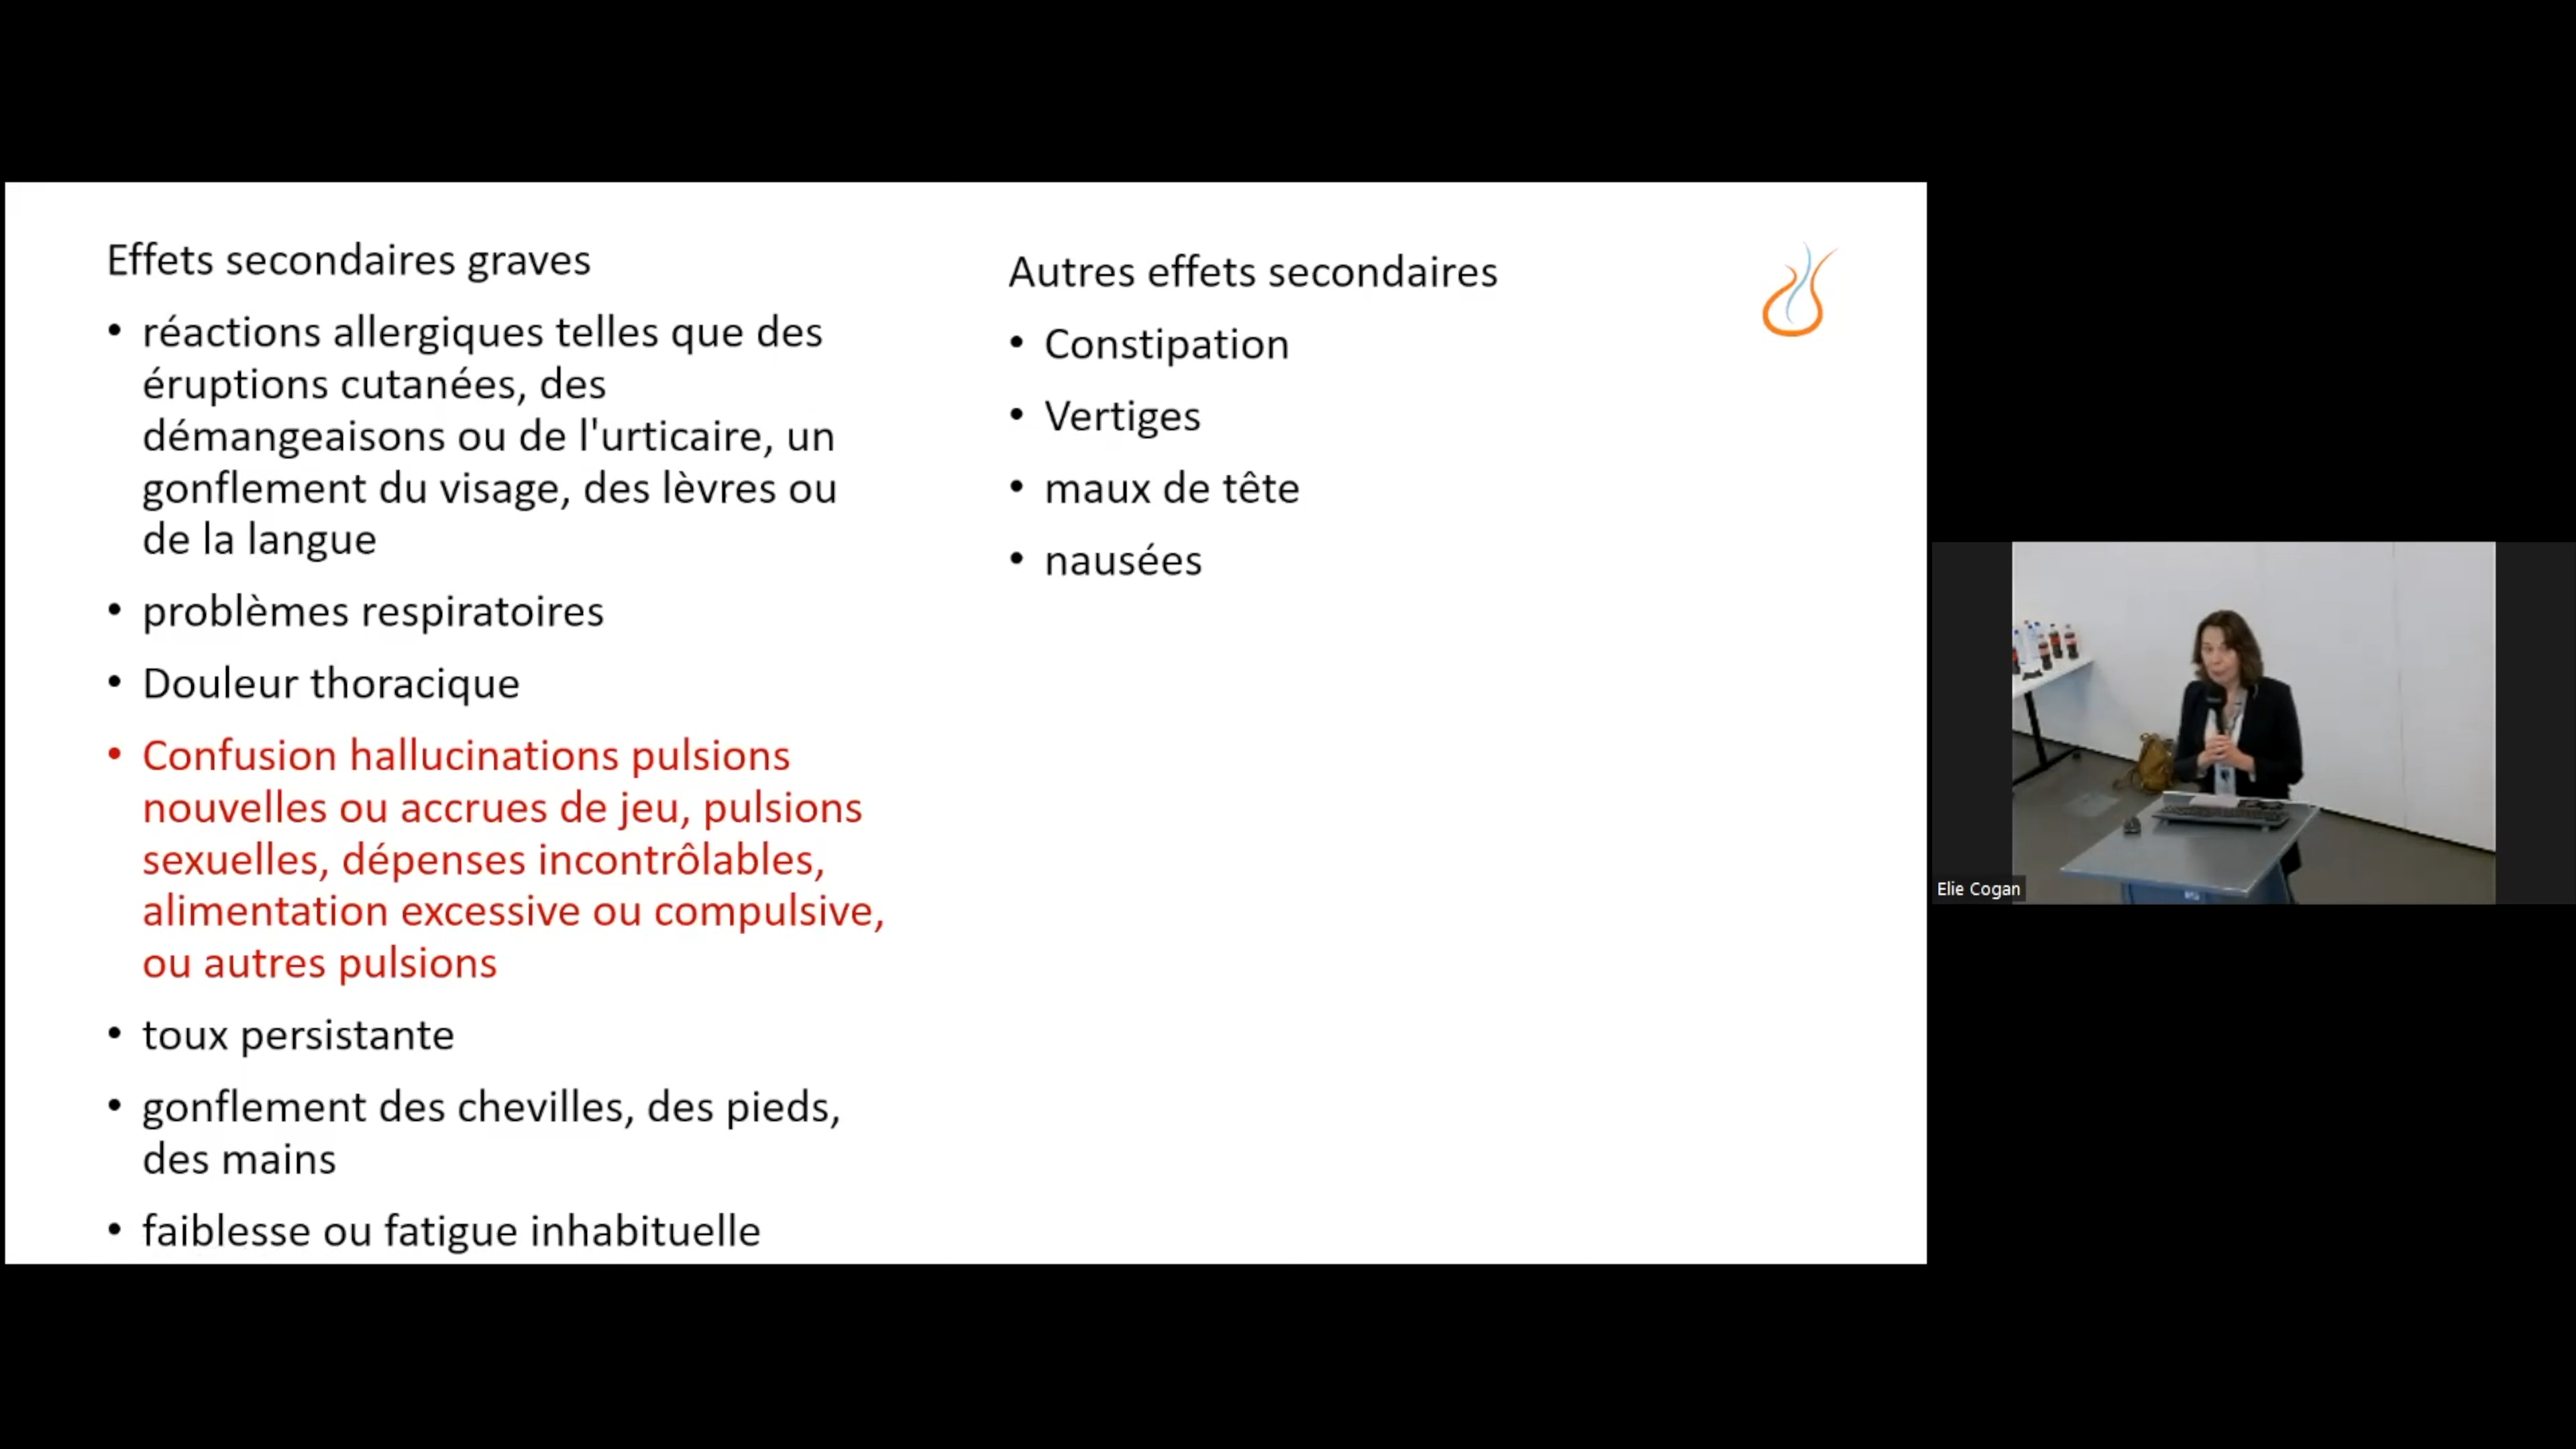 Effets secondaires graves
• réactions allergiques telles que des
éruptions cutanées, des
démangeaisons ou de l'urticaire, un
gonflement du visage, des lèvres ou
de la langue
• problèmes respiratoires
• Douleur thoracique
• Confusion hallucinations pulsions
nouvelles ou accrues de jeu, pulsions
sexuelles, dépenses incontrôlables,
alimentation excessive ou compulsive,
ou autres pulsions
• toux persistante
• gonflement des chevilles, des pieds,
des mains
• faiblesse ou fatigue inhabituelle
Autres effets secondaires
• Constipation
• Vertiges
• maux de tête
• nausées
Elie Cogan